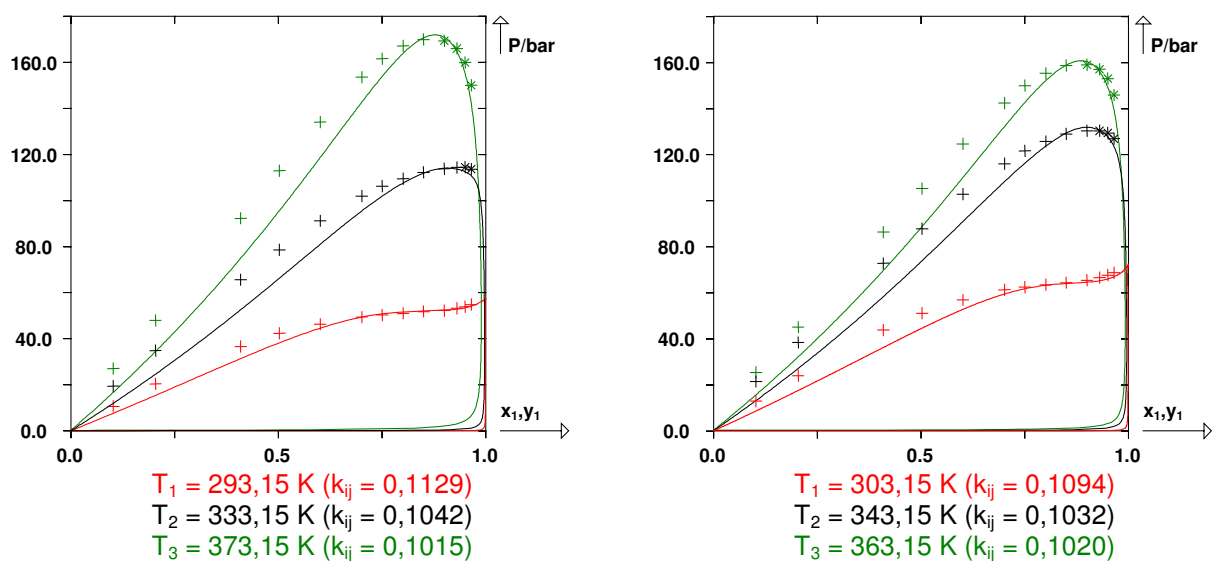 P/bar
160.0
120.0
80.0
40.0
0.0
x₁,y₁
0.0 0.5 1.0
T₁ = 293,15 K (kᵢⱼ = 0,1129)
T₂ = 333,15 K (kᵢⱼ = 0,1042)
T₃ = 373,15 K (kᵢⱼ = 0,1015)
P/bar
160.0
120.0
80.0
40.0
0.0
x₁,y₁
0.0 0.5 1.0
T₁ = 303,15 K (kᵢⱼ = 0,1094)
T₂ = 343,15 K (kᵢⱼ = 0,1032)
T₃ = 363,15 K (kᵢⱼ = 0,1020)